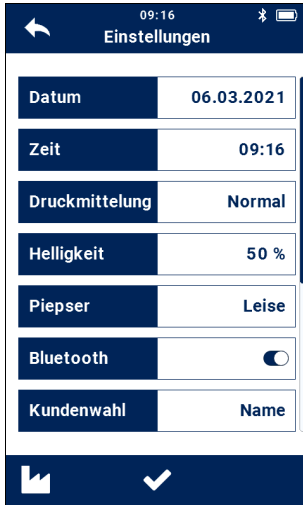 09:16
Einstellungen
Datum 06.03.2021
Zeit 09:16
Druckmittelung Normal
Helligkeit 50 %
Piepser Leise
Bluetooth
Kundenwahl Name